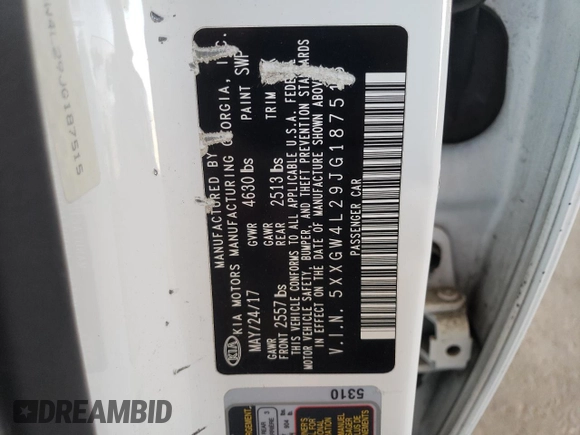 MANUFACTURED BY
KIA MOTORS MANUFACTURING GEORGIA, INC.
MAY/24/17 GVWR 4630 lbs PAINT SWP
GAWR FRONT 2557 lbs GAWR REAR 2513 lbs TRIM
THIS VEHICLE CONFORMS TO ALL APPLICABLE U.S.A. FEDERAL
MOTOR VEHICLE SAFETY, BUMPER, AND THEFT PREVENTION STANDARDS
IN EFFECT ON THE DATE OF MANUFACTURE SHOWN ABOVE.
V.I.N. 5XXGW4L29JG1875
PASSENGER CAR
KIA
5310
DREAMBID